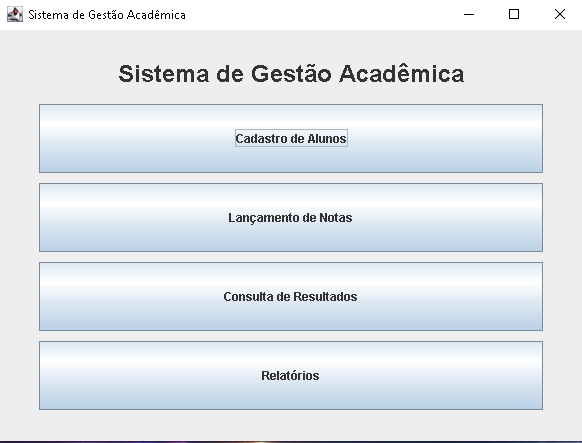 Sistema de Gestão Acadêmica
Sistema de Gestão Acadêmica
Cadastro de Alunos
Lançamento de Notas
Consulta de Resultados
Relatórios